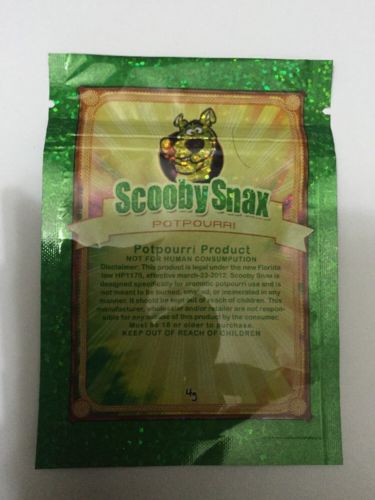 Scooby Snax
POTPOURRI
Potpourri Product
NOT FOR HUMAN CONSUMPUTION
Disclaimer: This product is legal under the new Florida
law HP1175, effective march-23-2012. Scooby Snax is
designed specifically for aromatic potpourri use and is
not meant to be burned, smoked, or incinerated in any
manner. It should be kept out of reach of children. This
manufacturer, wholesaler and/or retailer are not respon-
sible for any misuse of this product by the consumer.
Must be 18 or older to purchase.
KEEP OUT OF REACH OF CHILDREN
4g